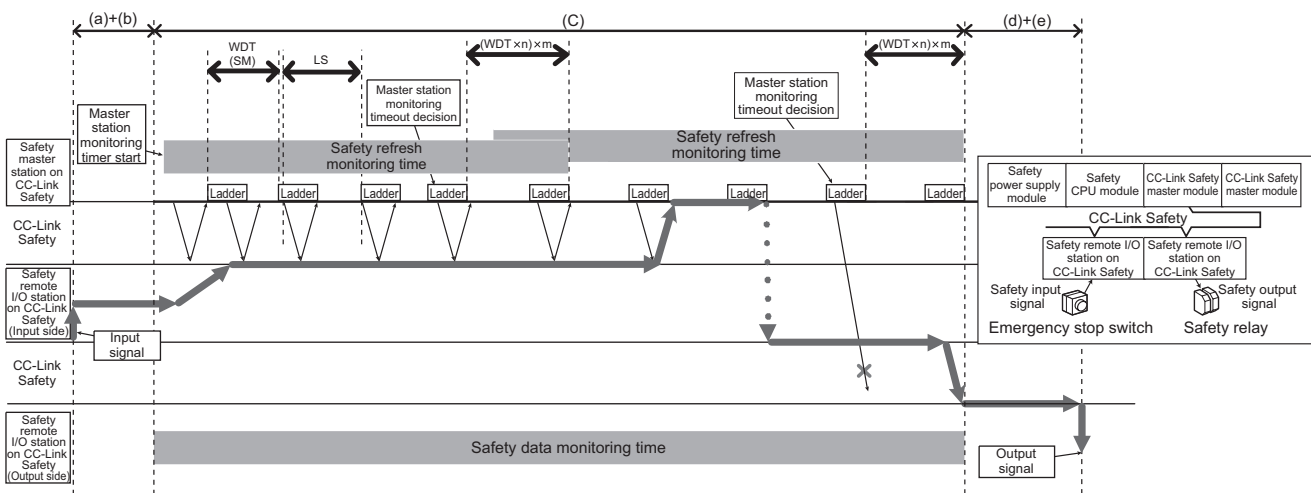 (a)+(b)
(C)
(d)+(e)
WDT
(SM)
LS
(WDT×n)×m
(WDT×n)×m
Master
station
monitoring
timer start
Master station
monitoring
timeout decision
Master station
monitoring
timeout decision
Safety refresh
monitoring time
Safety refresh
monitoring time
Safety
master
station on
CC-Link
Safety
Ladder
Ladder
Ladder
Ladder
Ladder
Ladder
Ladder
Ladder
Ladder
CC-Link
Safety
Safety
remote
I/O station
on CC-Link
Safety
(Input side)
Input
signal
CC-Link
Safety
Safety
remote
I/O station
on CC-Link
Safety
(Output side)
Safety data monitoring time
Output
signal
Safety
power supply
module
Safety
CPU module
CC-Link Safety
master module
CC-Link Safety
master module
CC-Link Safety
Safety remote I/O
station on
CC-Link Safety
Safety remote I/O
station on
CC-Link Safety
Safety input
signal
Safety output
signal
Emergency stop switch
Safety relay